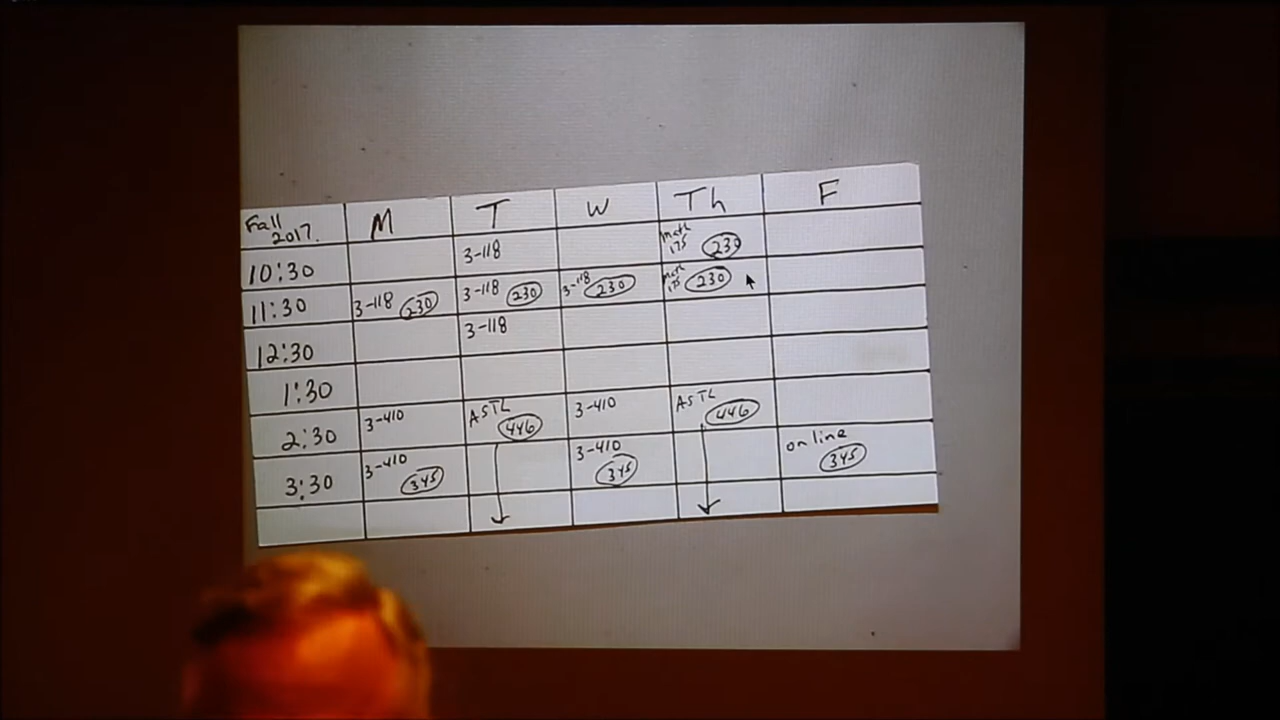 Fall 2017. M T W Th F
10:30 3-118 math 175 230
11:30 3-118 230 3-118 230 3-118 230 math 175 230
12:30 3-118
1:30
2:30 3-410 ASTL 446 3-410 ASTL 446
3:30 3-410 345 3-410 345 online 345